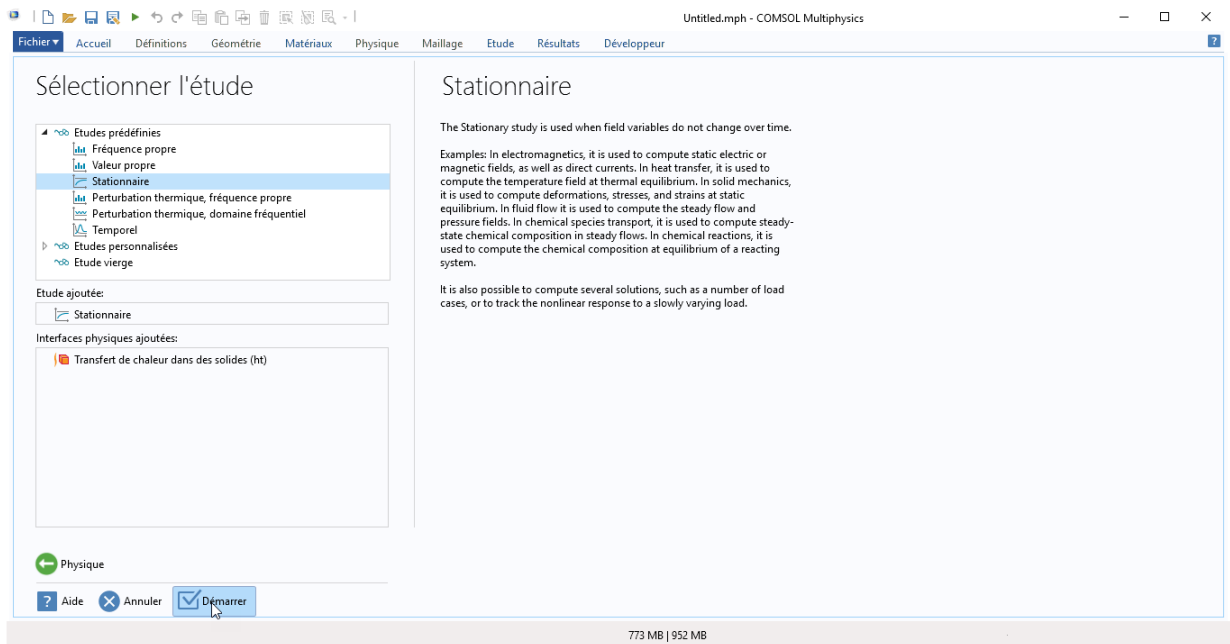 Untitled.mph - COMSOL Multiphysics
Fichier Accueil Définitions Géométrie Matériaux Physique Maillage Etude Résultats Développeur ?
Sélectionner l'étude
Etudes prédéfinies
Fréquence propre
Valeur propre
Stationnaire
Perturbation thermique, fréquence propre
Perturbation thermique, domaine fréquentiel
Temporel
Etudes personnalisées
Etude vierge
Etude ajoutée:
Stationnaire
Interfaces physiques ajoutées:
Transfert de chaleur dans des solides (ht)
Physique
? Aide Annuler Démarrer
Stationnaire
The Stationary study is used when field variables do not change over time.
Examples: In electromagnetics, it is used to compute static electric or
magnetic fields, as well as direct currents. In heat transfer, it is used to
compute the temperature field at thermal equilibrium. In solid mechanics,
it is used to compute deformations, stresses, and strains at static
equilibrium. In fluid flow it is used to compute the steady flow and
pressure fields. In chemical species transport, it is used to compute steady-
state chemical composition in steady flows. In chemical reactions, it is
used to compute the chemical composition at equilibrium of a reacting
system.
It is also possible to compute several solutions, such as a number of load
cases, or to track the nonlinear response to a slowly varying load.
773 MB | 952 MB